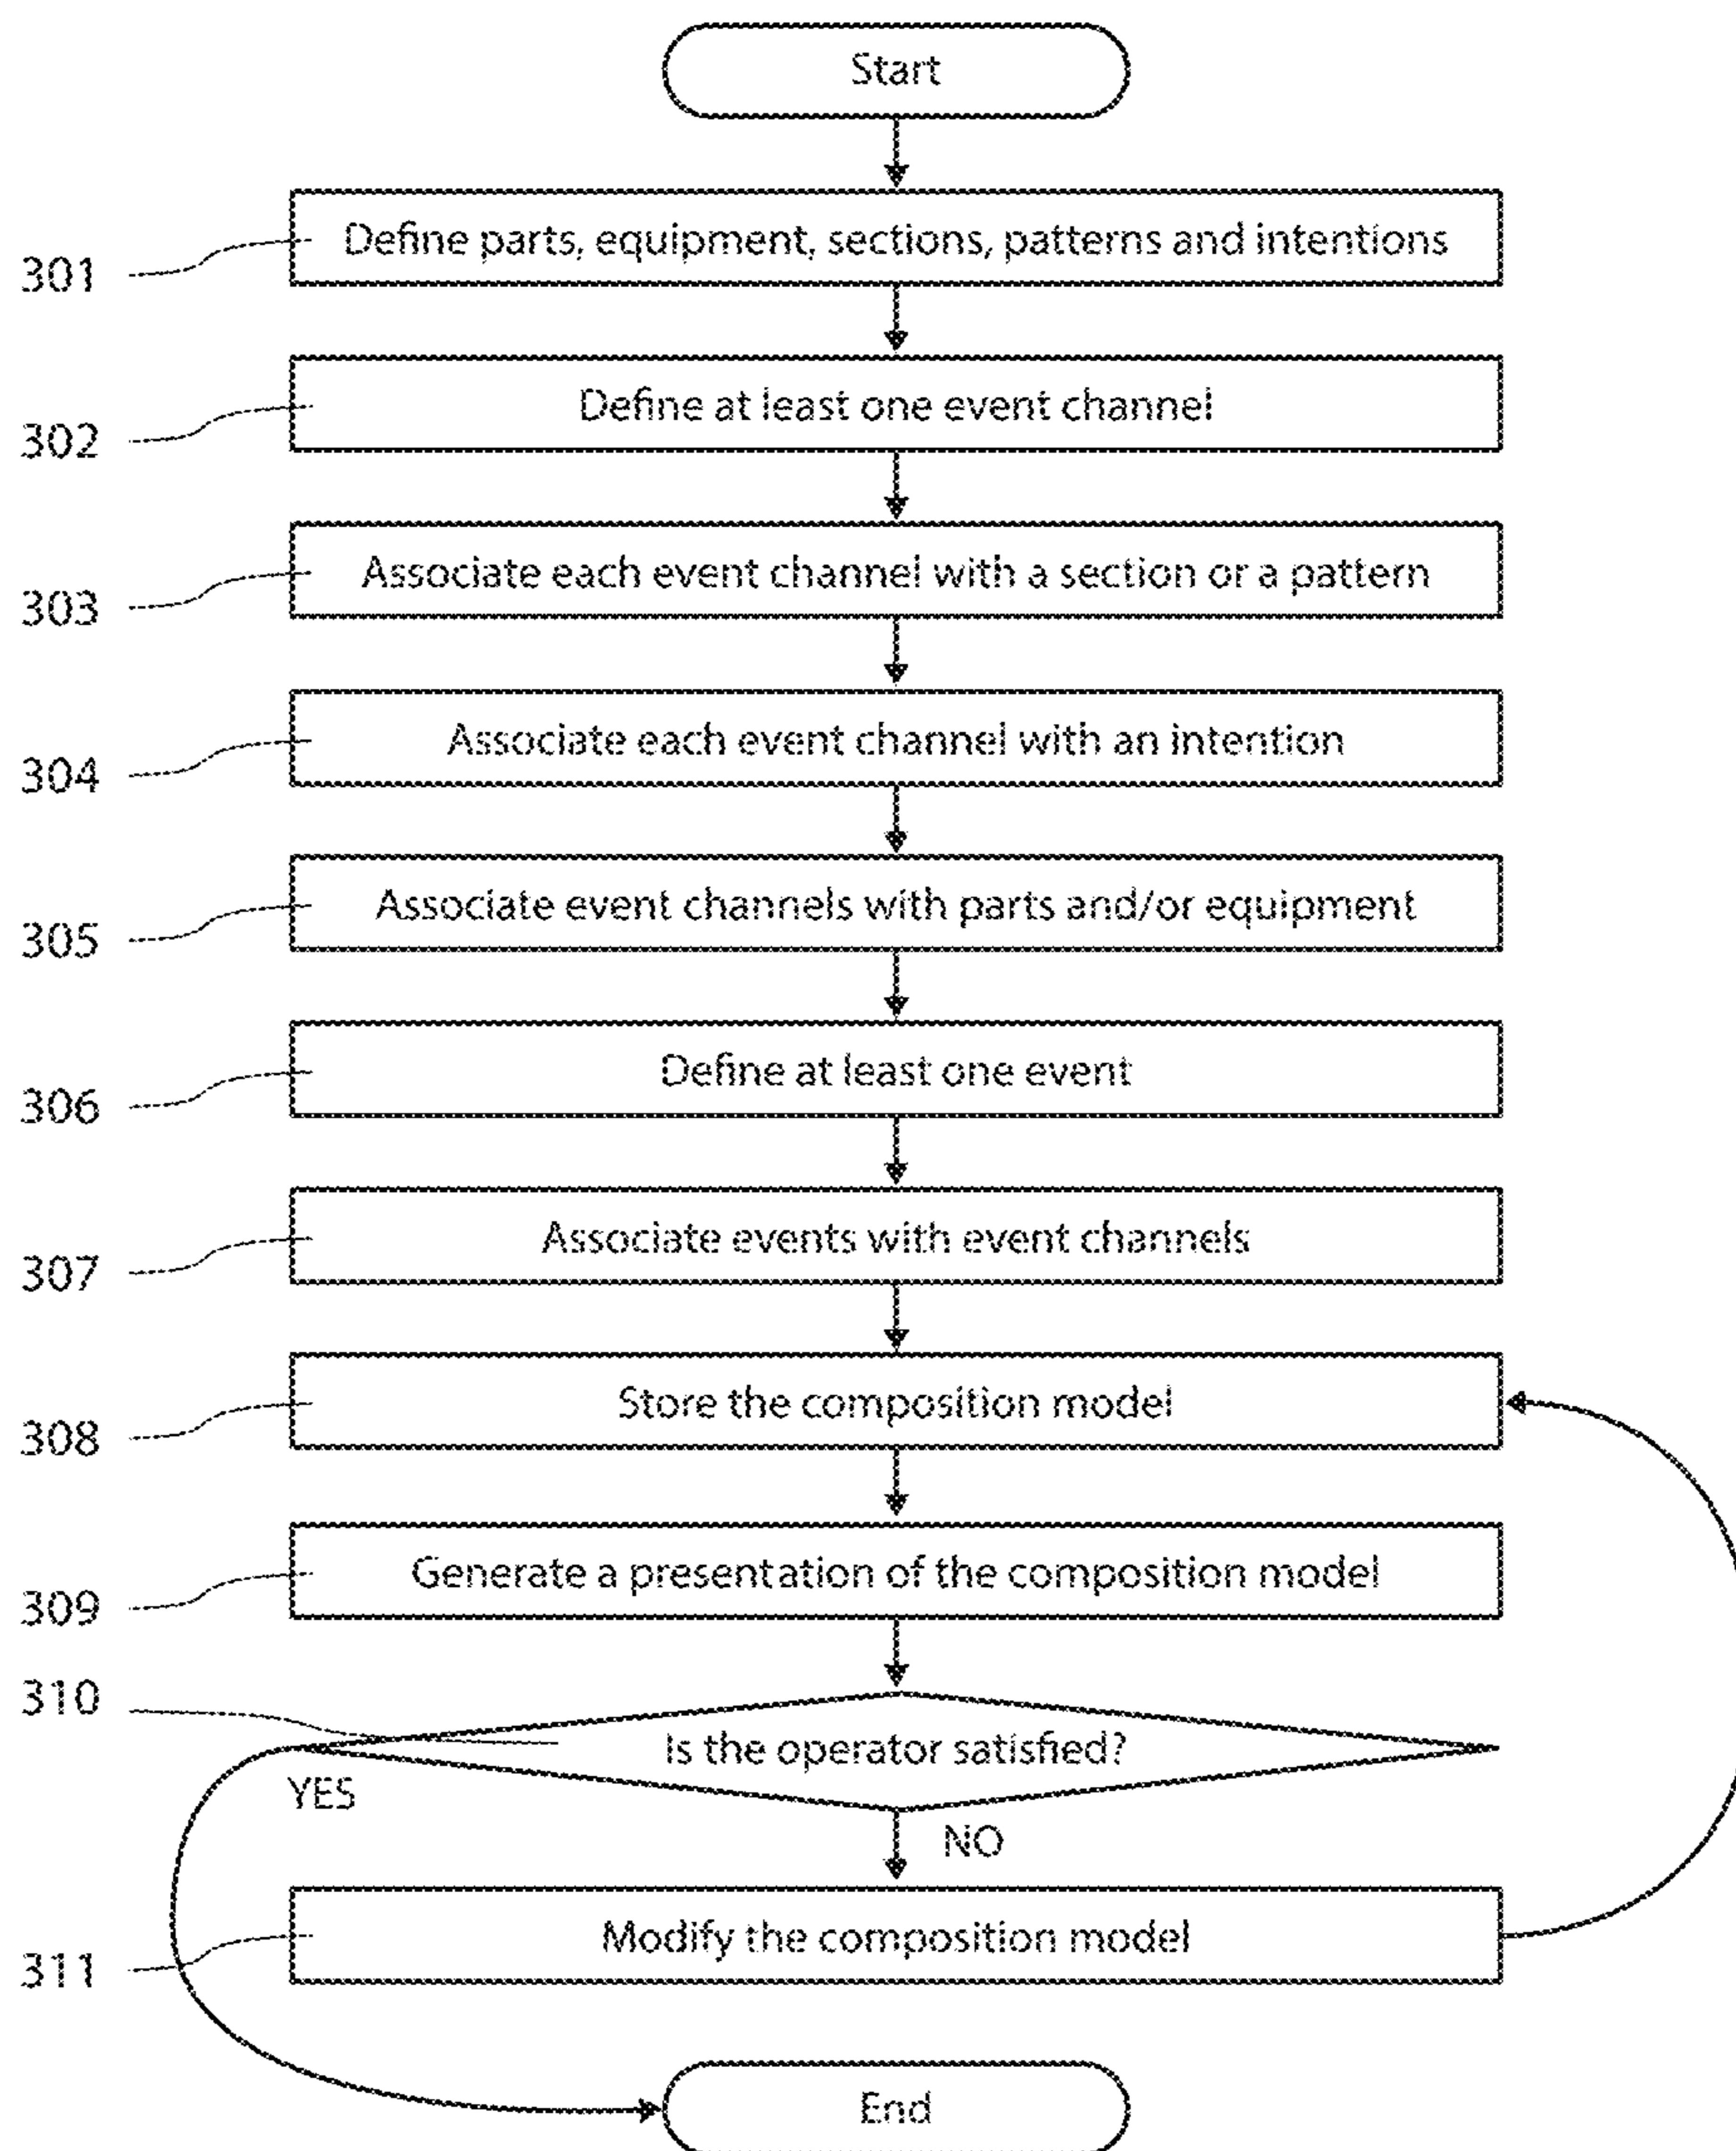 Start
301
Define parts, equipment, sections, patterns and intentions
302
Define at least one event channel
303
Associate each event channel with a section or a pattern
304
Associate each event channel with an intention
305
Associate event channels with parts and/or equipment
306
Define at least one event
307
Associate events with event channels
308
Store the composition model
309
Generate a presentation of the composition model
310
Is the operator satisfied?
YES
NO
311
Modify the composition model
End